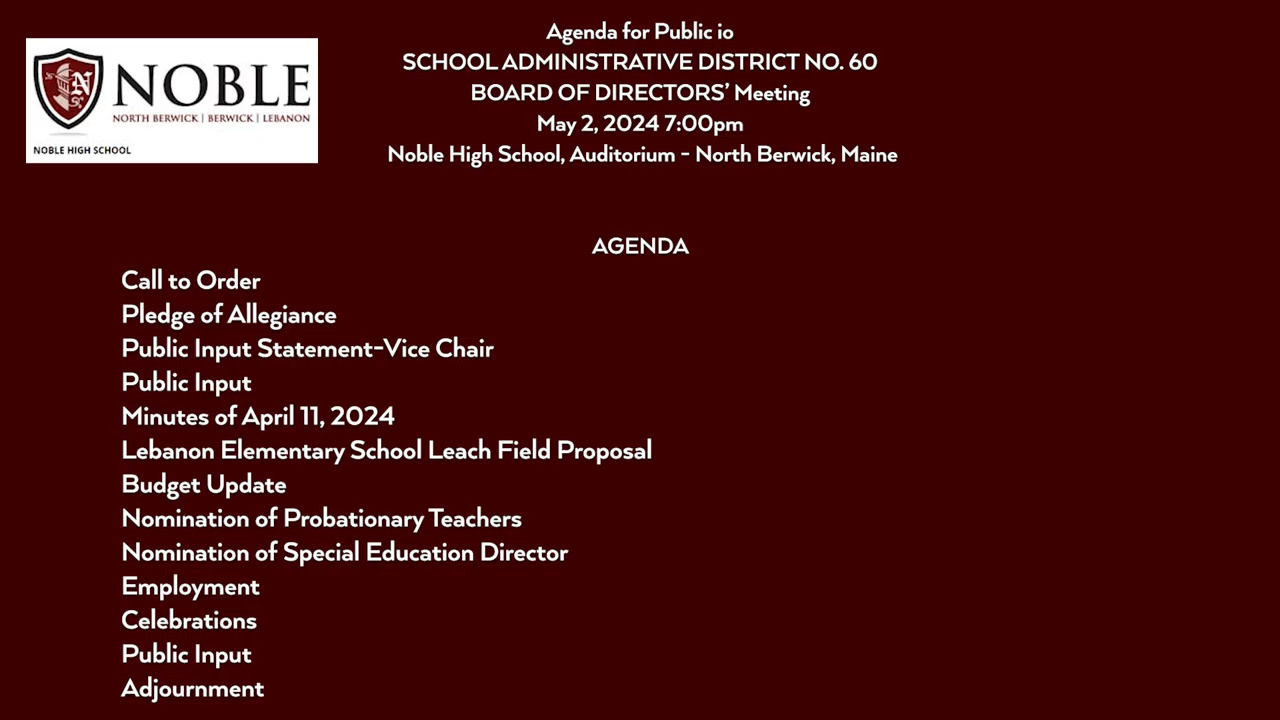 NOBLE
NORTH BERWICK | BERWICK | LEBANON
NOBLE HIGH SCHOOL
Agenda for Public io
SCHOOL ADMINISTRATIVE DISTRICT NO. 60
BOARD OF DIRECTORS' Meeting
May 2, 2024 7:00pm
Noble High School, Auditorium - North Berwick, Maine
AGENDA
Call to Order
Pledge of Allegiance
Public Input Statement-Vice Chair
Public Input
Minutes of April 11, 2024
Lebanon Elementary School Leach Field Proposal
Budget Update
Nomination of Probationary Teachers
Nomination of Special Education Director
Employment
Celebrations
Public Input
Adjournment